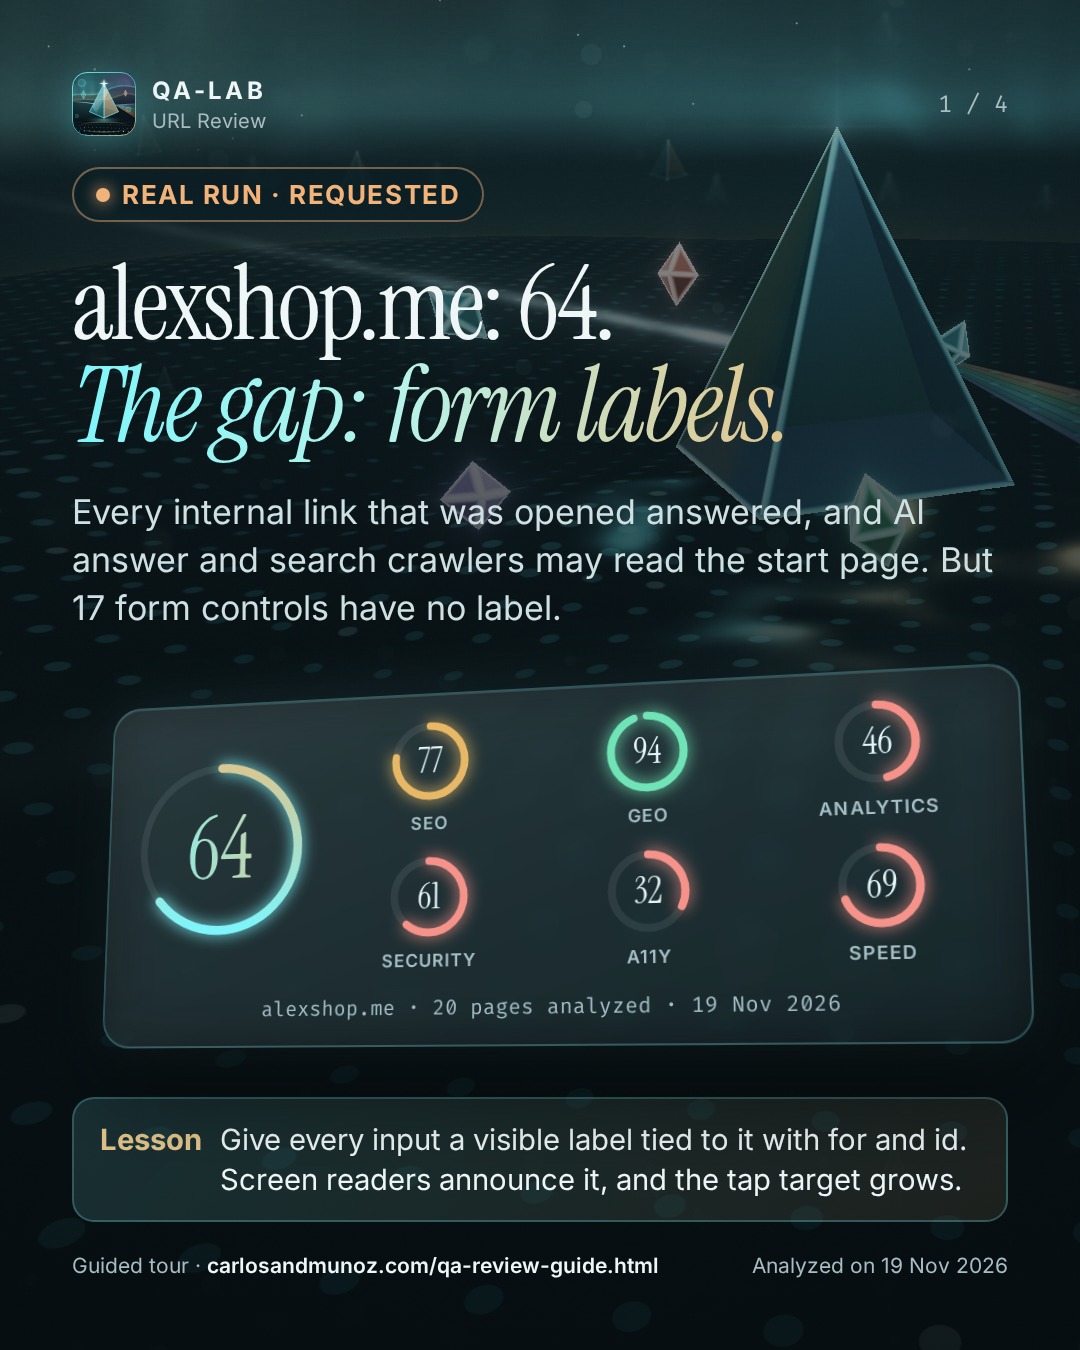 QA-LAB
URL Review
1 / 4
REAL RUN · REQUESTED
alexshop.me: 64.
The gap: form labels.
Every internal link that was opened answered, and AI
answer and search crawlers may read the start page. But
17 form controls have no label.
64
77
SEO
94
GEO
46
ANALYTICS
61
SECURITY
32
A11Y
69
SPEED
alexshop.me · 20 pages analyzed · 19 Nov 2026
Lesson Give every input a visible label tied to it with for and id.
Screen readers announce it, and the tap target grows.
Guided tour · carlosandmunoz.com/qa-review-guide.html
Analyzed on 19 Nov 2026